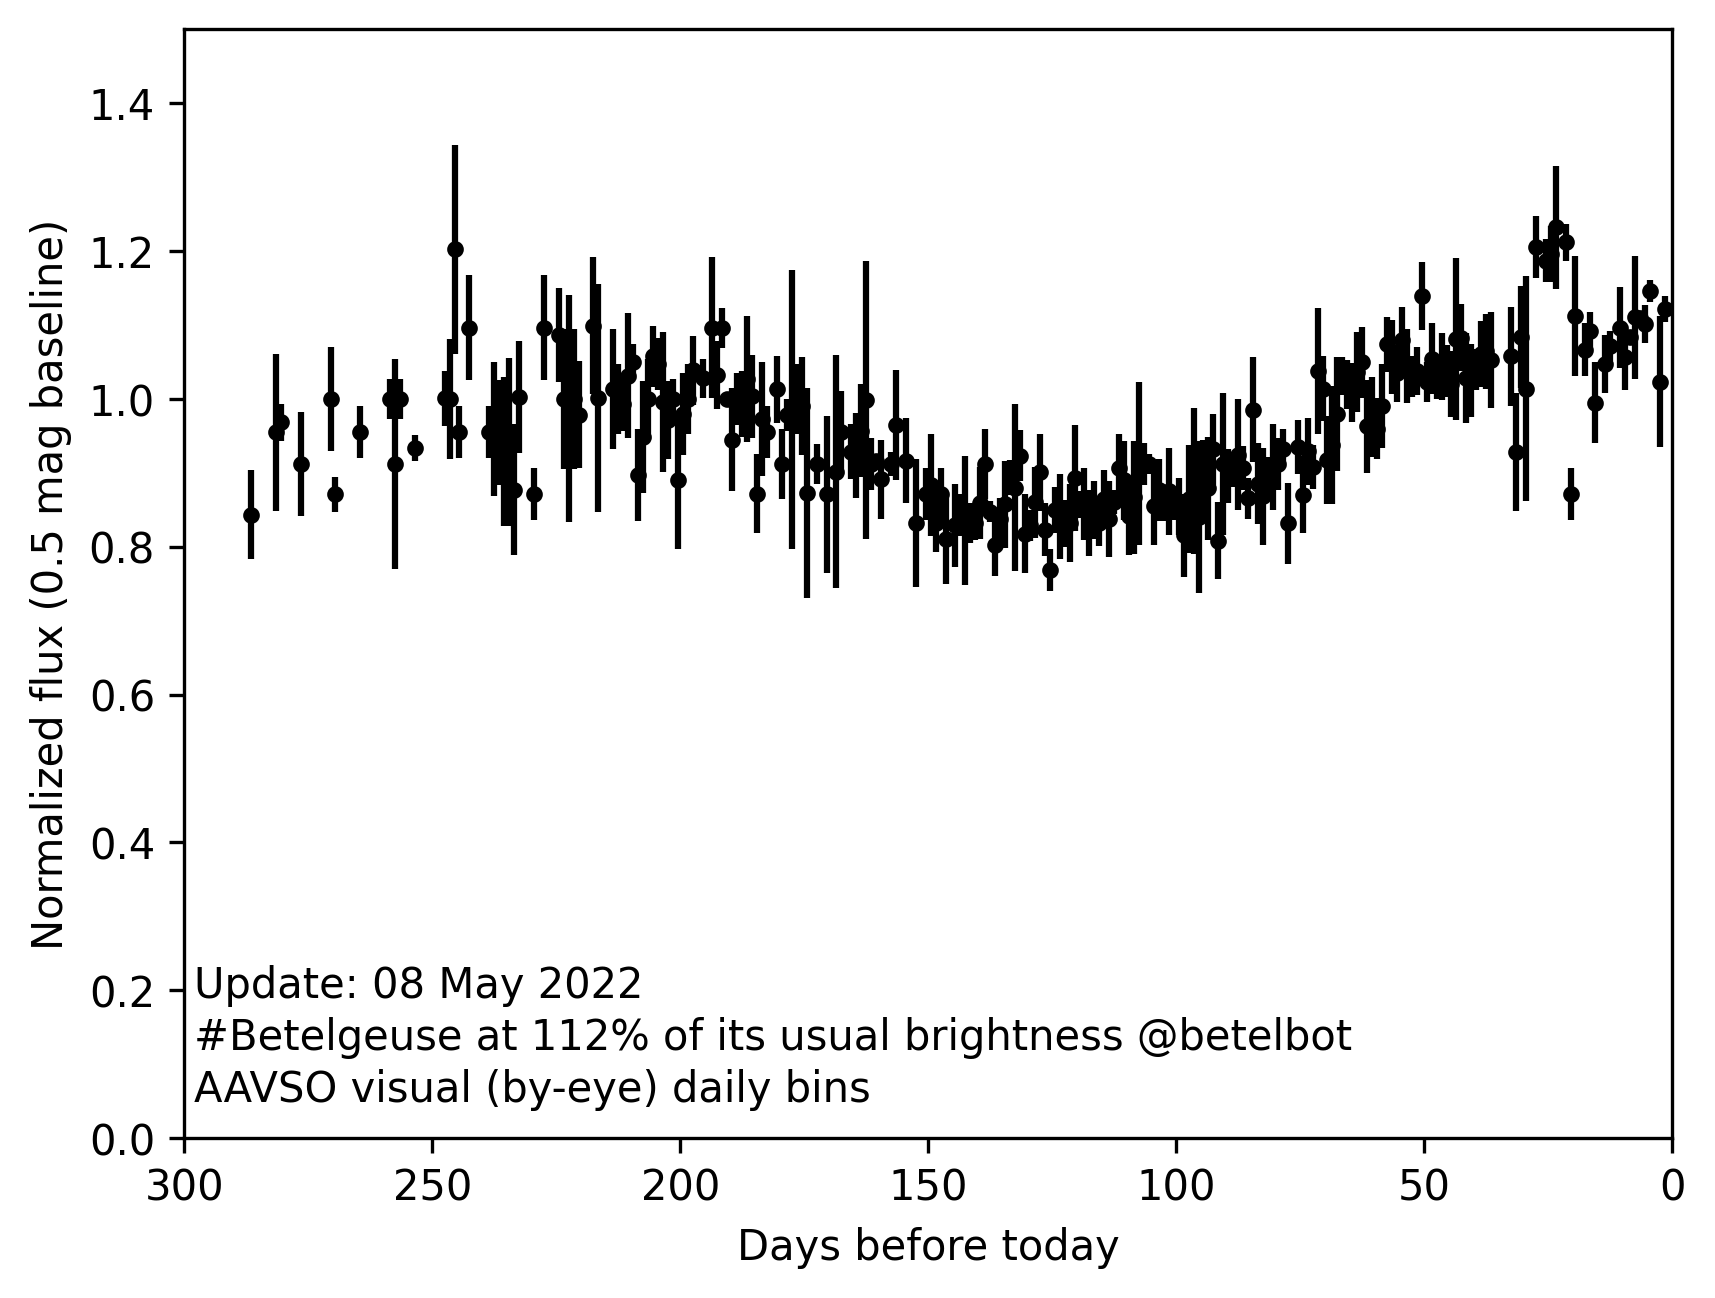 1.4
1.2
1.0
0.8
0.6
0.4
0.2
0.0
Normalized flux (0.5 mag baseline)
Update: 08 May 2022
#Betelgeuse at 112% of its usual brightness @betelbot
AAVSO visual (by-eye) daily bins
300 250 200 150 100 50 0
Days before today